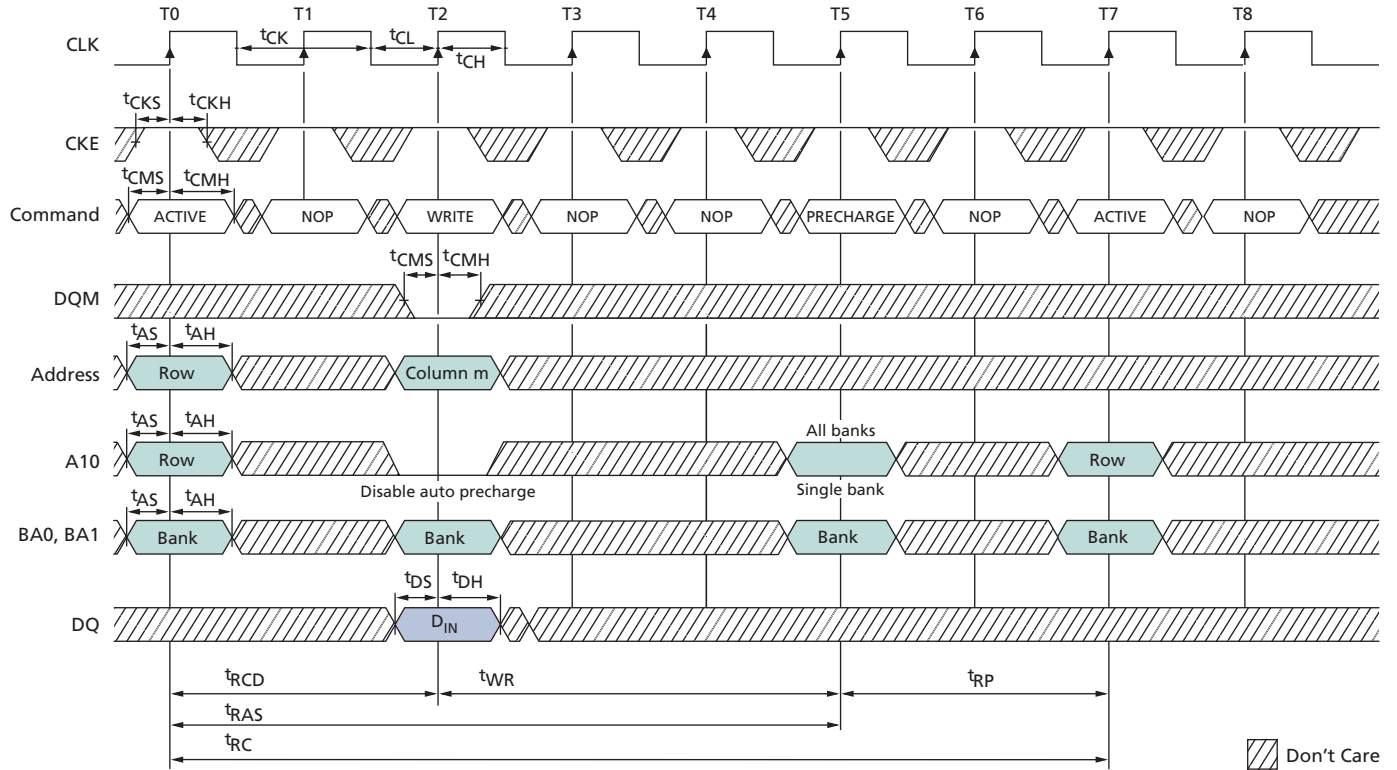 T0 T1 T2 T3 T4 T5 T6 T7 T8
CLK
tCK tCL
tCH
tCKS tCKH
CKE
tCMS tCMH
Command ACTIVE NOP WRITE NOP NOP PRECHARGE NOP ACTIVE NOP
tCMS tCMH
DQM
tAS tAH
Address Row Column m
tAS tAH
All banks
A10 Row Row
Disable auto precharge Single bank
tAS tAH
BA0, BA1 Bank Bank Bank Bank
tDS tDH
DQ DIN
tRCD tWR tRP
tRAS
tRC
Don't Care